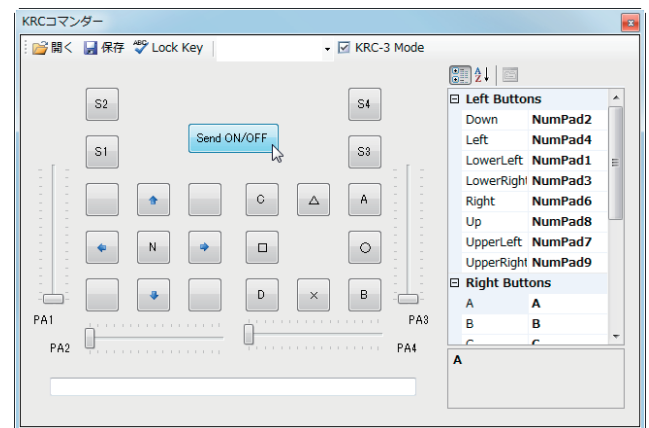 KRCコマンダー
開く 保存 Lock Key KRC-3 Mode
S2 S4
Send ON/OFF
S1 S3
C △ A
N □ ○
D × B
PA1 PA3
PA2 PA4
Left Buttons
Down NumPad2
Left NumPad4
LowerLeft NumPad1
LowerRight NumPad3
Right NumPad6
Up NumPad8
UpperLeft NumPad7
UpperRight NumPad9
Right Buttons
A A
B B
C C
A